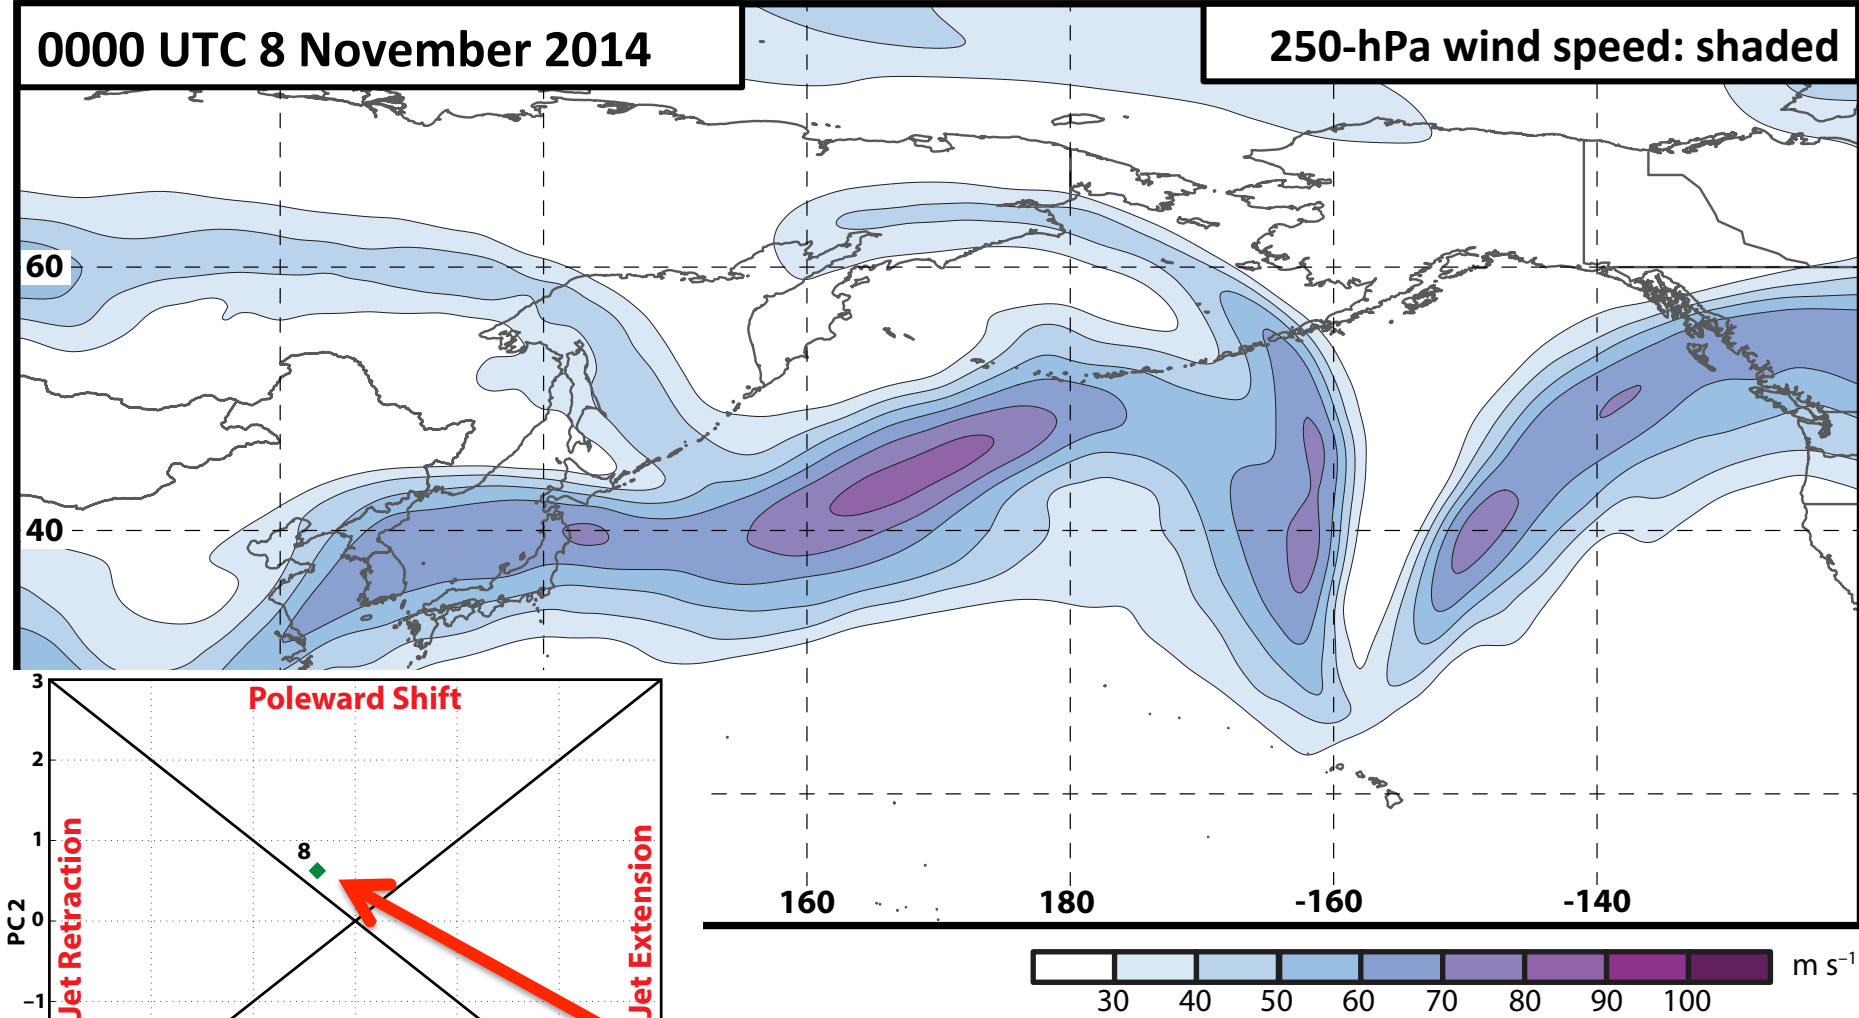 0000 UTC 8 November 2014
250-hPa wind speed: shaded
60
40
160
180
-160
-140
30
40
50
60
70
80
90
100
m s⁻¹
3
2
1
0
–1
PC 2
Poleward Shift
Jet Retraction
Jet Extension
8